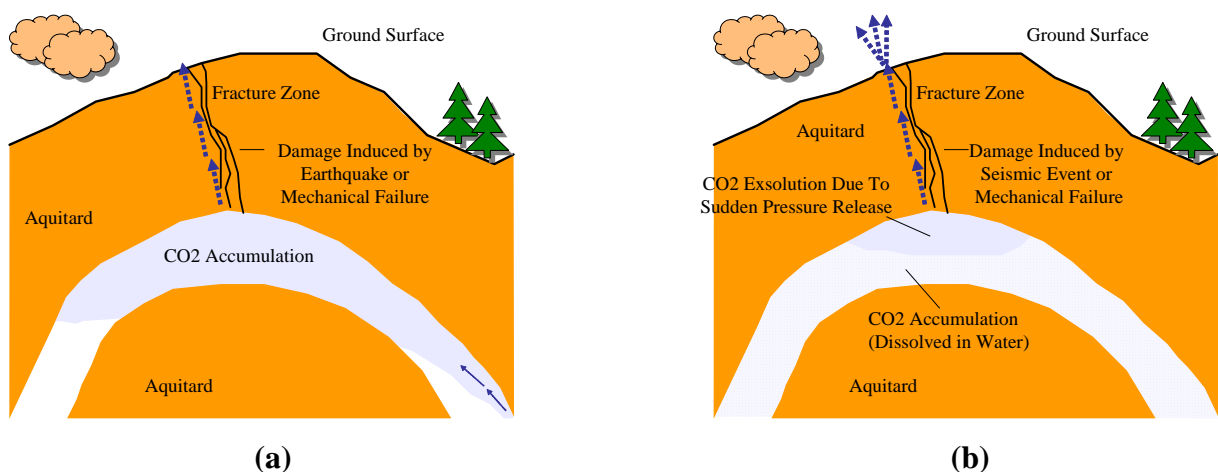 Ground Surface
Fracture Zone
Damage Induced by
Earthquake or
Mechanical Failure
Aquitard
CO2 Accumulation
Aquitard
(a)
Ground Surface
Fracture Zone
Aquitard
Damage Induced by
Seismic Event or
Mechanical Failure
CO2 Exsolution Due To
Sudden Pressure Release
CO2 Accumulation
(Dissolved in Water)
Aquitard
(b)